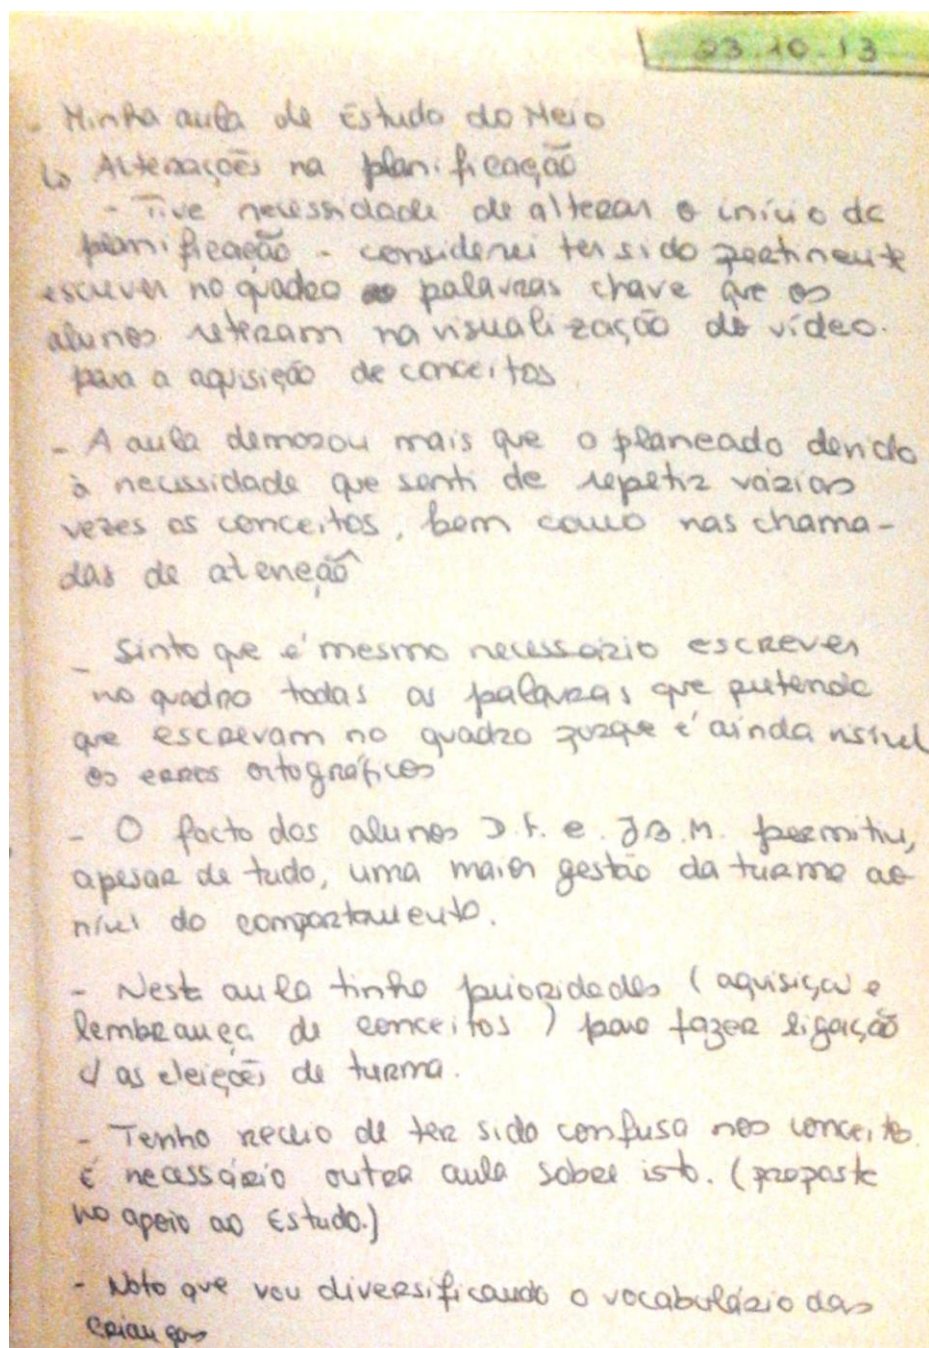 23.10.13
- Minha aula de Estudo do Meio
↳ Alterações na planificação
- Tive necessidade de alterar o início da
planificação - considerei ter sido pertinente
escrever no quadro as palavras chave que os
alunos retiram na visualização do vídeo.
para a aquisição de conceitos
- A aula demorou mais que o planeado devido
à necessidade que senti de repetir várias
vezes os conceitos, bem como nas chama-
das de atenção
- Sinto que é mesmo necessário escrever
no quadro todas as palavras que pretendo
que escrevam no quadro porque é ainda visível
os erros ortográficos
- O facto dos alunos D.F. e J.B.M. permitiu,
apesar de tudo, uma maior gestão da turma ao
nível do comportamento.
- Nesta aula tinha prioridades (aquisição e
lembrança de conceitos) para fazer ligação
c/ as eleições de turma.
- Tenho receio de ter sido confusa nos conceitos.
É necessário outra aula sobre isto. (proposta
no apoio ao Estudo.)
- Noto que vou diversificando o vocabulário das
crianças